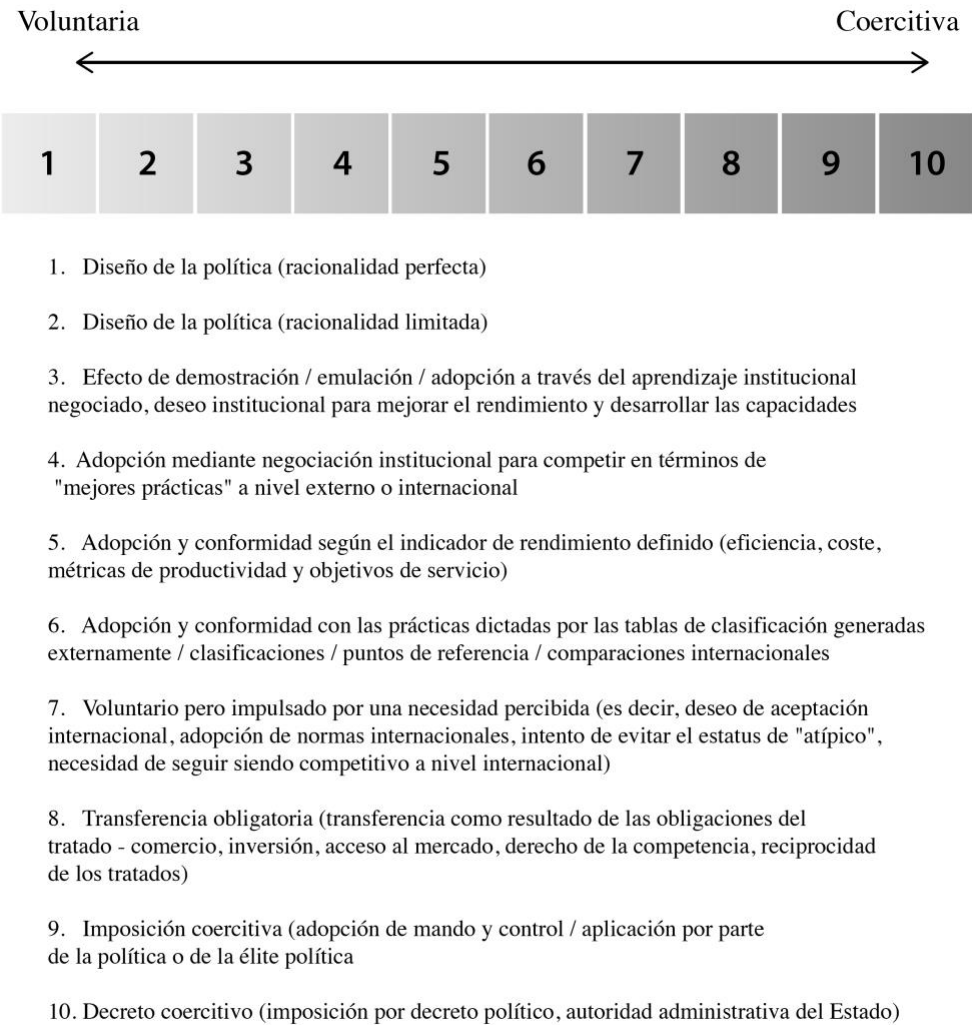 Voluntaria Coercitiva
1 2 3 4 5 6 7 8 9 10
1. Diseño de la política (racionalidad perfecta)
2. Diseño de la política (racionalidad limitada)
3. Efecto de demostración / emulación / adopción a través del aprendizaje institucional
negociado, deseo institucional para mejorar el rendimiento y desarrollar las capacidades
4. Adopción mediante negociación institucional para competir en términos de
"mejores prácticas" a nivel externo o internacional
5. Adopción y conformidad según el indicador de rendimiento definido (eficiencia, coste,
métricas de productividad y objetivos de servicio)
6. Adopción y conformidad con las prácticas dictadas por las tablas de clasificación generadas
externamente / clasificaciones / puntos de referencia / comparaciones internacionales
7. Voluntario pero impulsado por una necesidad percibida (es decir, deseo de aceptación
internacional, adopción de normas internacionales, intento de evitar el estatus de "atípico",
necesidad de seguir siendo competitivo a nivel internacional)
8. Transferencia obligatoria (transferencia como resultado de las obligaciones del
tratado - comercio, inversión, acceso al mercado, derecho de la competencia, reciprocidad
de los tratados)
9. Imposición coercitiva (adopción de mando y control / aplicación por parte
de la política o de la élite política
10. Decreto coercitivo (imposición por decreto político, autoridad administrativa del Estado)